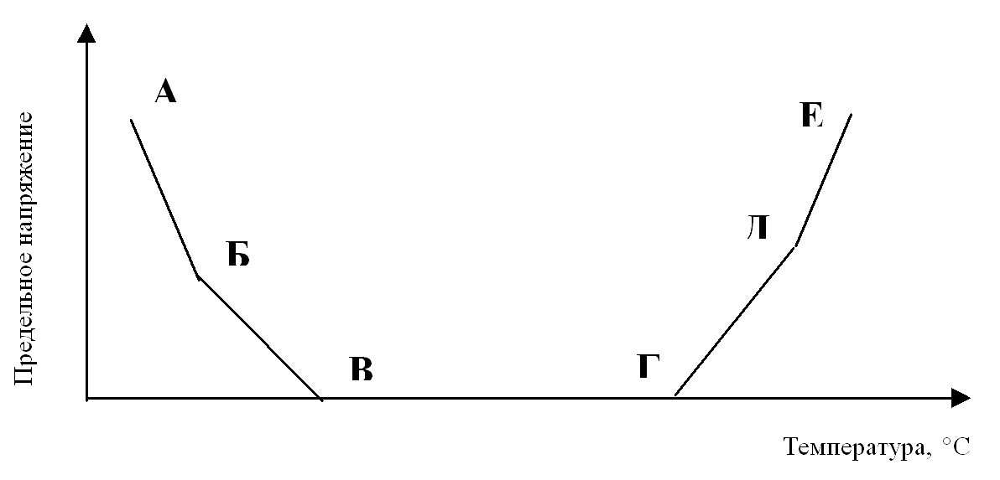 А
Е
Л
Б
В
Г
Предельное напряжение
Температура, °С